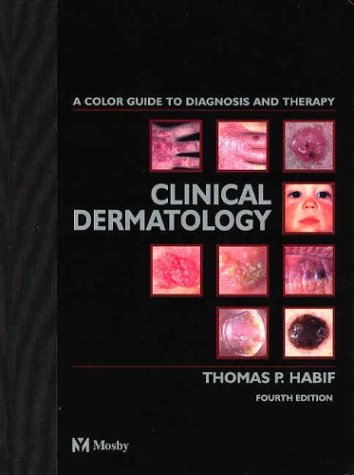 A COLOR GUIDE TO DIAGNOSIS AND THERAPY
CLINICAL
DERMATOLOGY
THOMAS P. HABIF
FOURTH EDITION
M Mosby